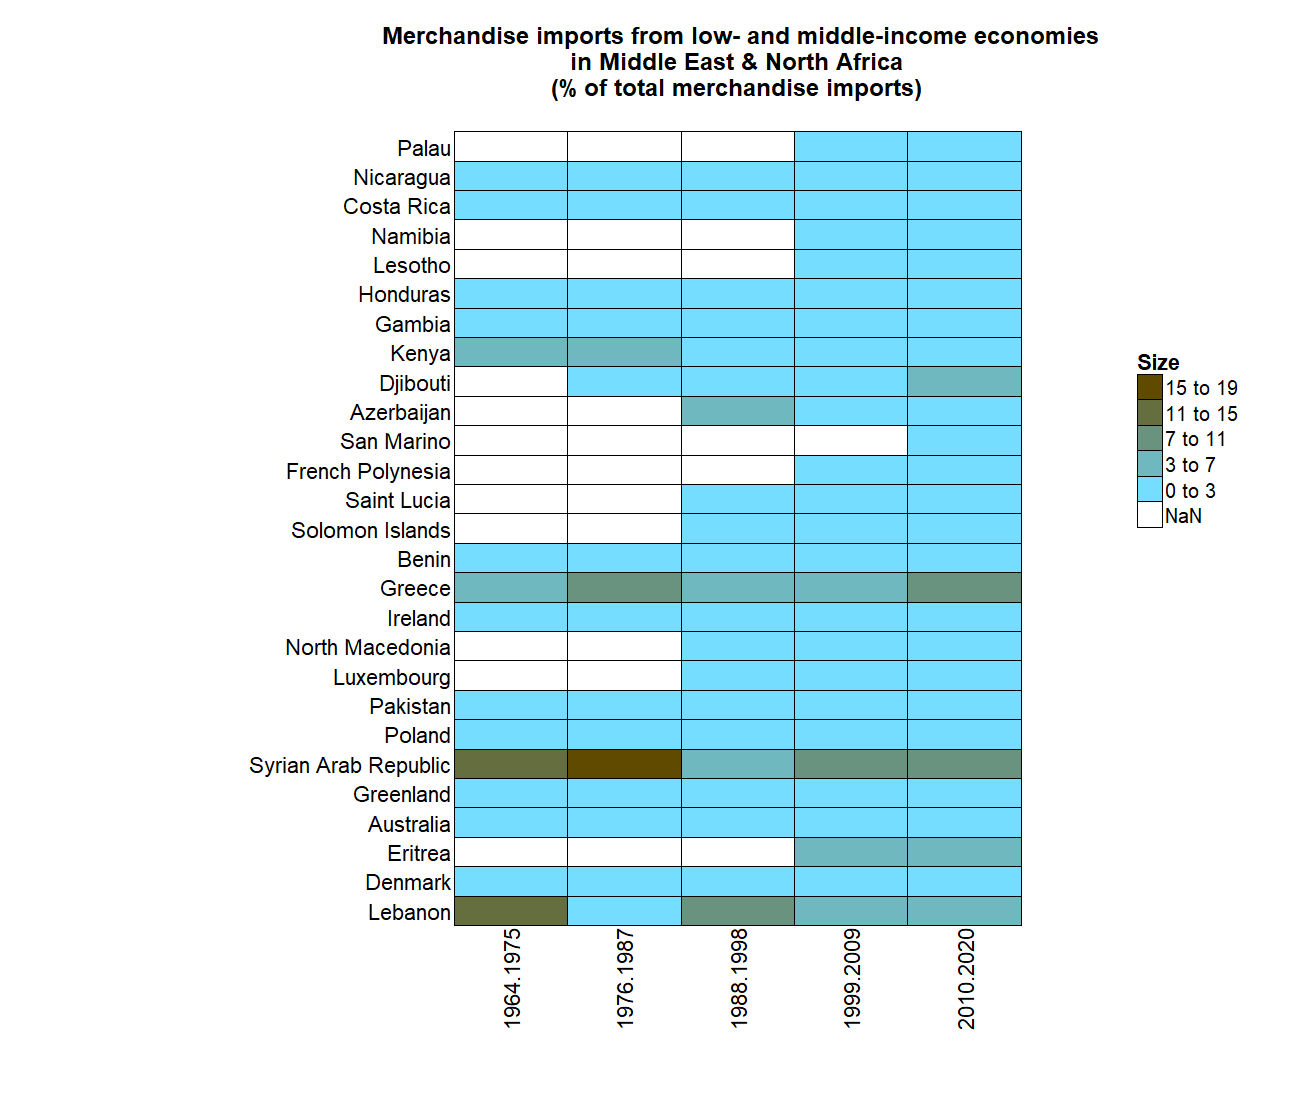 Merchandise imports from low- and middle-income economies
in Middle East & North Africa
(% of total merchandise imports)
Palau
Nicaragua
Costa Rica
Namibia
Lesotho
Honduras
Gambia
Kenya
Djibouti
Azerbaijan
San Marino
French Polynesia
Saint Lucia
Solomon Islands
Benin
Greece
Ireland
North Macedonia
Luxembourg
Pakistan
Poland
Syrian Arab Republic
Greenland
Australia
Eritrea
Denmark
Lebanon
1964.1975
1976.1987
1988.1998
1999.2009
2010.2020
Size
15 to 19
11 to 15
7 to 11
3 to 7
0 to 3
NaN